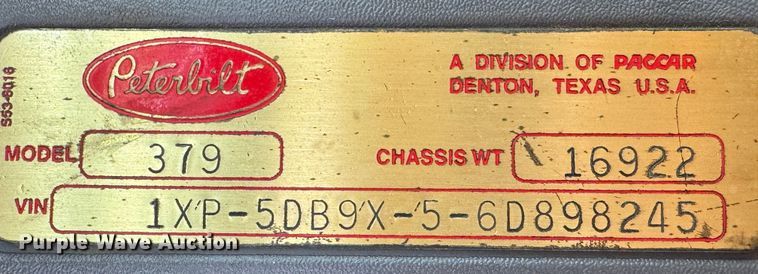 Peterbilt
A DIVISION OF PACCAR
DENTON, TEXAS U.S.A.
S53-6016
MODEL 379
CHASSIS WT 16922
VIN 1XP-5DB9X-5-6D898245
Purple Wave Auction